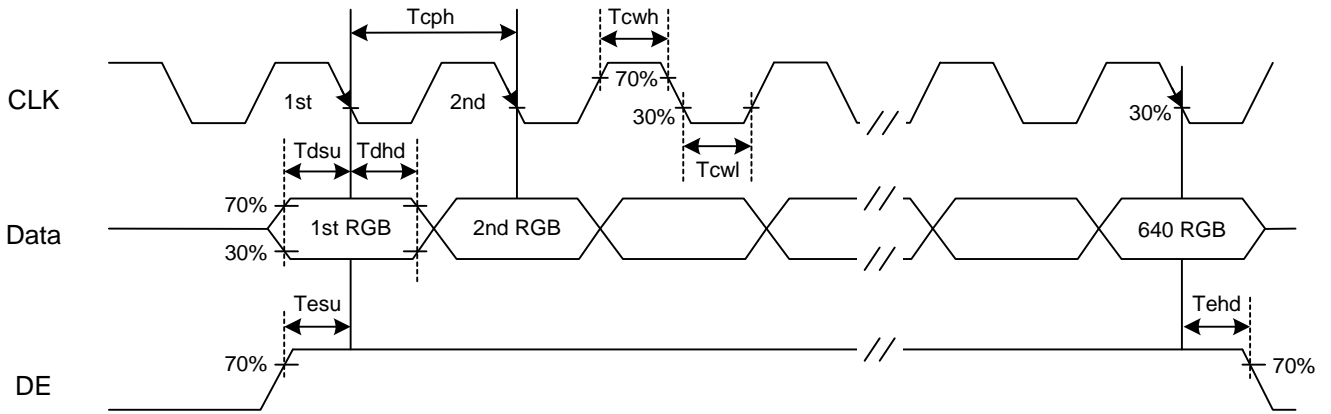 Tcph
Tcwh
CLK
1st
2nd
70%
30%
30%
Tdsu
Tdhd
Tcwl
Data
70%
30%
1st RGB
2nd RGB
640 RGB
Tesu
Tehd
DE
70%
70%